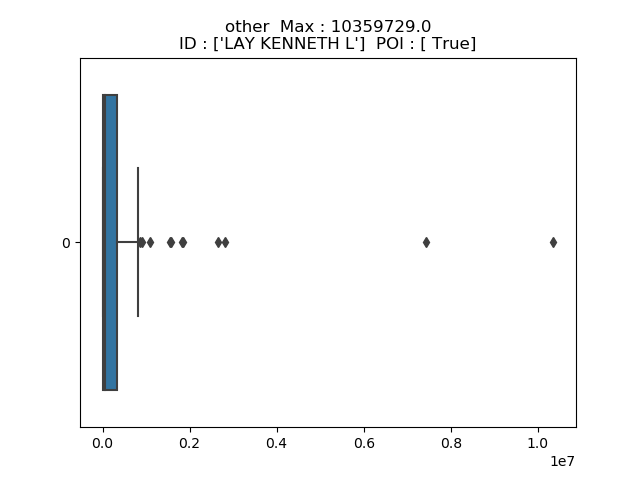 other  Max : 10359729.0
ID : ['LAY KENNETH L']  POI : [ True]
0
0.0 0.2 0.4 0.6 0.8 1.0
1e7